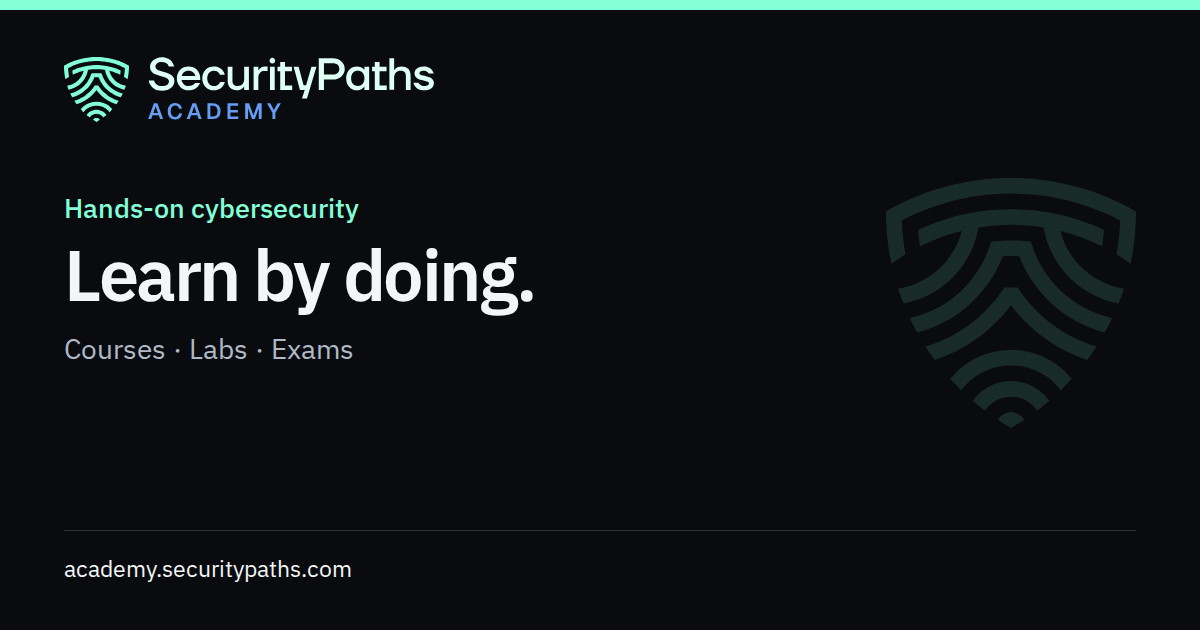 SecurityPaths
ACADEMY
Hands-on cybersecurity
Learn by doing.
Courses · Labs · Exams
academy.securitypaths.com